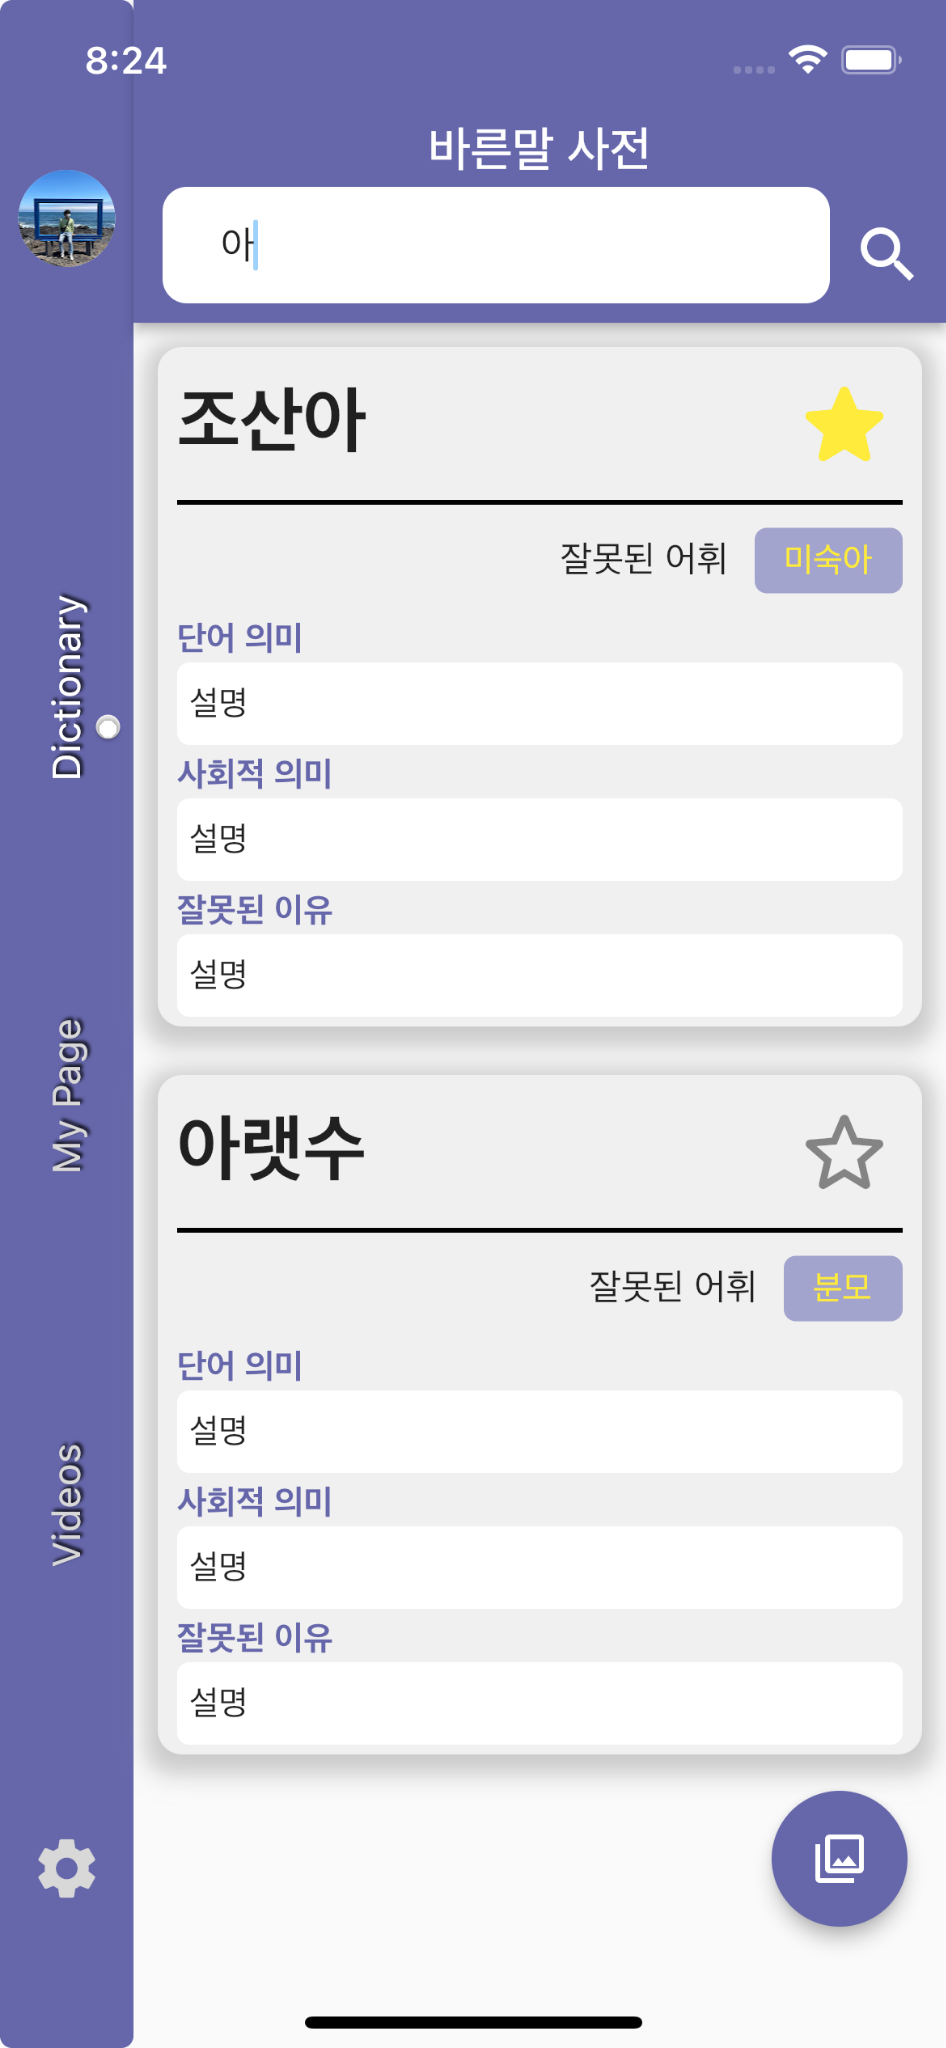 8:24
바른말 사전
아
조산아
잘못된 어휘 미숙아
단어 의미
설명
사회적 의미
설명
잘못된 이유
설명
아랫수
잘못된 어휘 분모
단어 의미
설명
사회적 의미
설명
잘못된 이유
설명
Dictionary
My Page
Videos